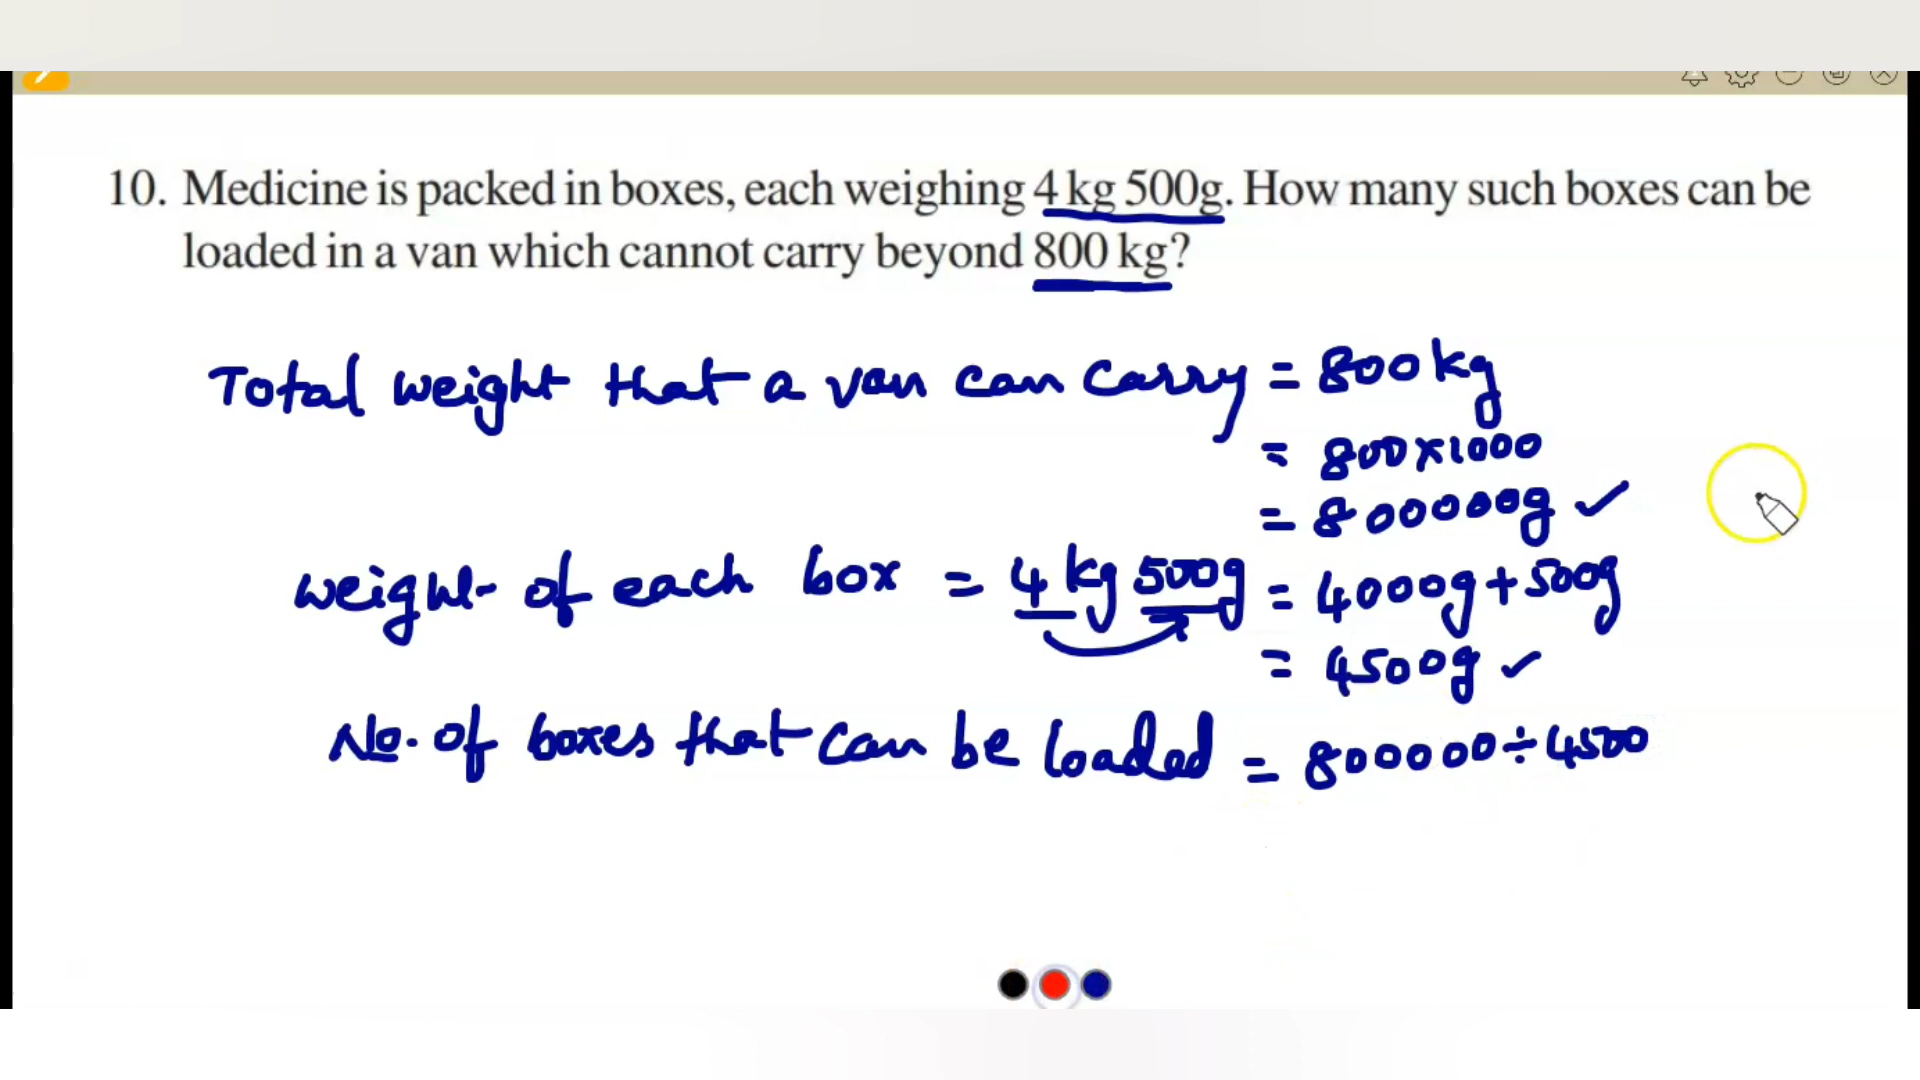 10. Medicine is packed in boxes, each weighing 4 kg 500g. How many such boxes can be
loaded in a van which cannot carry beyond 800 kg?
Total weight that a van can carry = 800kg
= 800×1000
= 800000g ✓
weight of each box = 4 kg 500g = 4000g + 500g
= 4500g ✓
No. of boxes that can be loaded = 800000 ÷ 4500